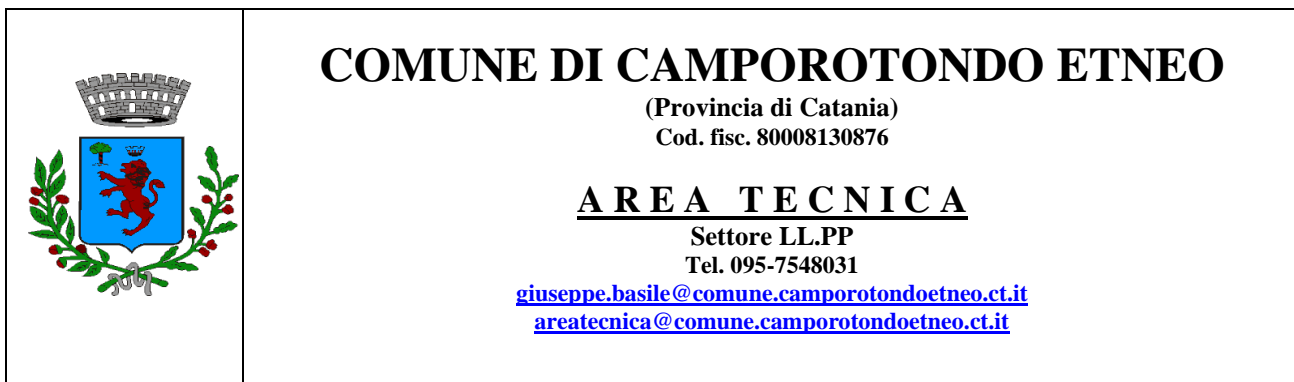 COMUNE DI CAMPOROTONDO ETNEO
(Provincia di Catania)
Cod. fisc. 80008130876
A R E A T E C N I C A
Settore LL.PP
Tel. 095-7548031
giuseppe.basile@comune.camporotondoetneo.ct.it
areatecnica@comune.camporotondoetneo.ct.it